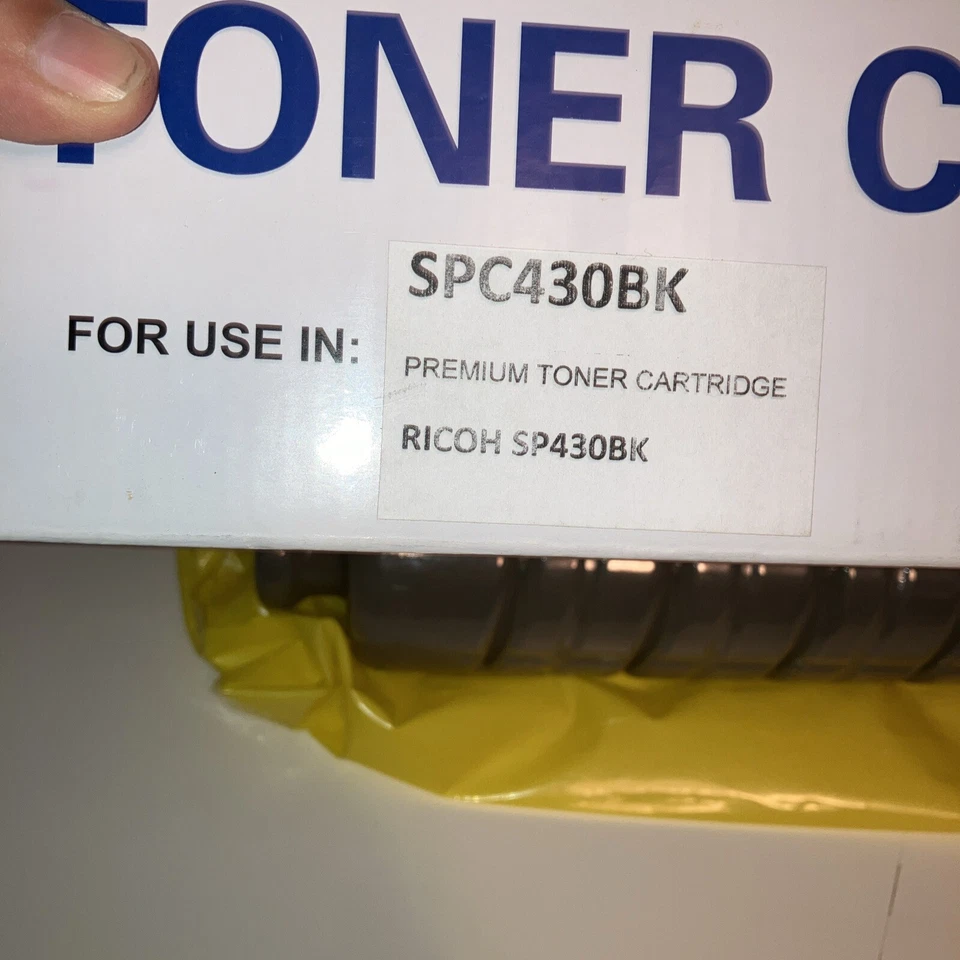 TONER C
SPC430BK
FOR USE IN:
PREMIUM TONER CARTRIDGE
RICOH SP430BK